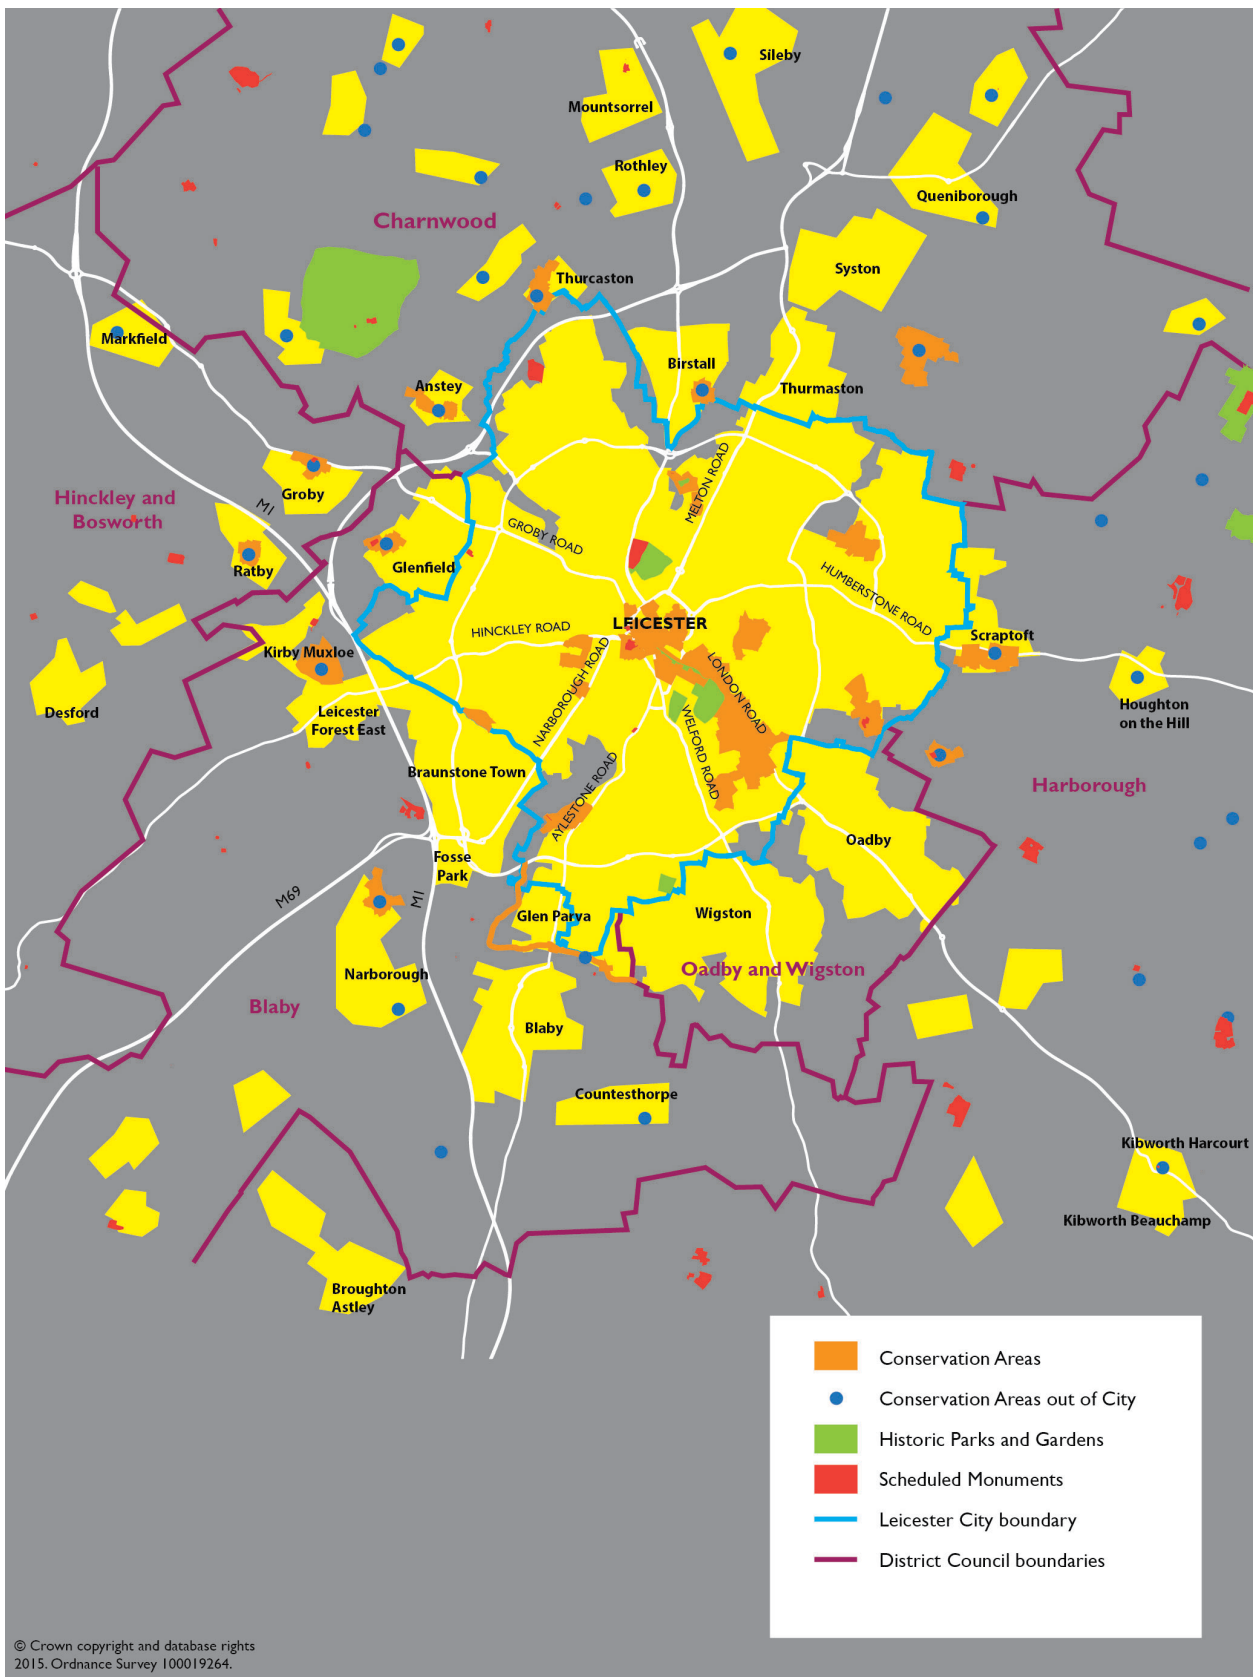 Sileby
Mountsorrel
Rothley
Queniborough
Charnwood
Syston
Thurcaston
Markfield
Birstall
Anstey
Thurmaston
MELTON ROAD
Hinckley and
Bosworth
Groby
M1
GROBY ROAD
Ratby
Glenfield
HUMBERSTONE ROAD
HINCKLEY ROAD
LEICESTER
Scraptoft
Kirby Muxloe
NARBOROUGH ROAD
LONDON ROAD
Desford
Leicester
Forest East
WELFORD ROAD
Houghton
on the Hill
Braunstone Town
AYLESTONE ROAD
Harborough
Oadby
Fosse
Park
M69
M1
Glen Parva
Wigston
Narborough
Oadby and Wigston
Blaby
Blaby
Countesthorpe
Kibworth Harcourt
Kibworth Beauchamp
Broughton
Astley
Conservation Areas
Conservation Areas out of City
Historic Parks and Gardens
Scheduled Monuments
Leicester City boundary
District Council boundaries
© Crown copyright and database rights
2015. Ordnance Survey 100019264.